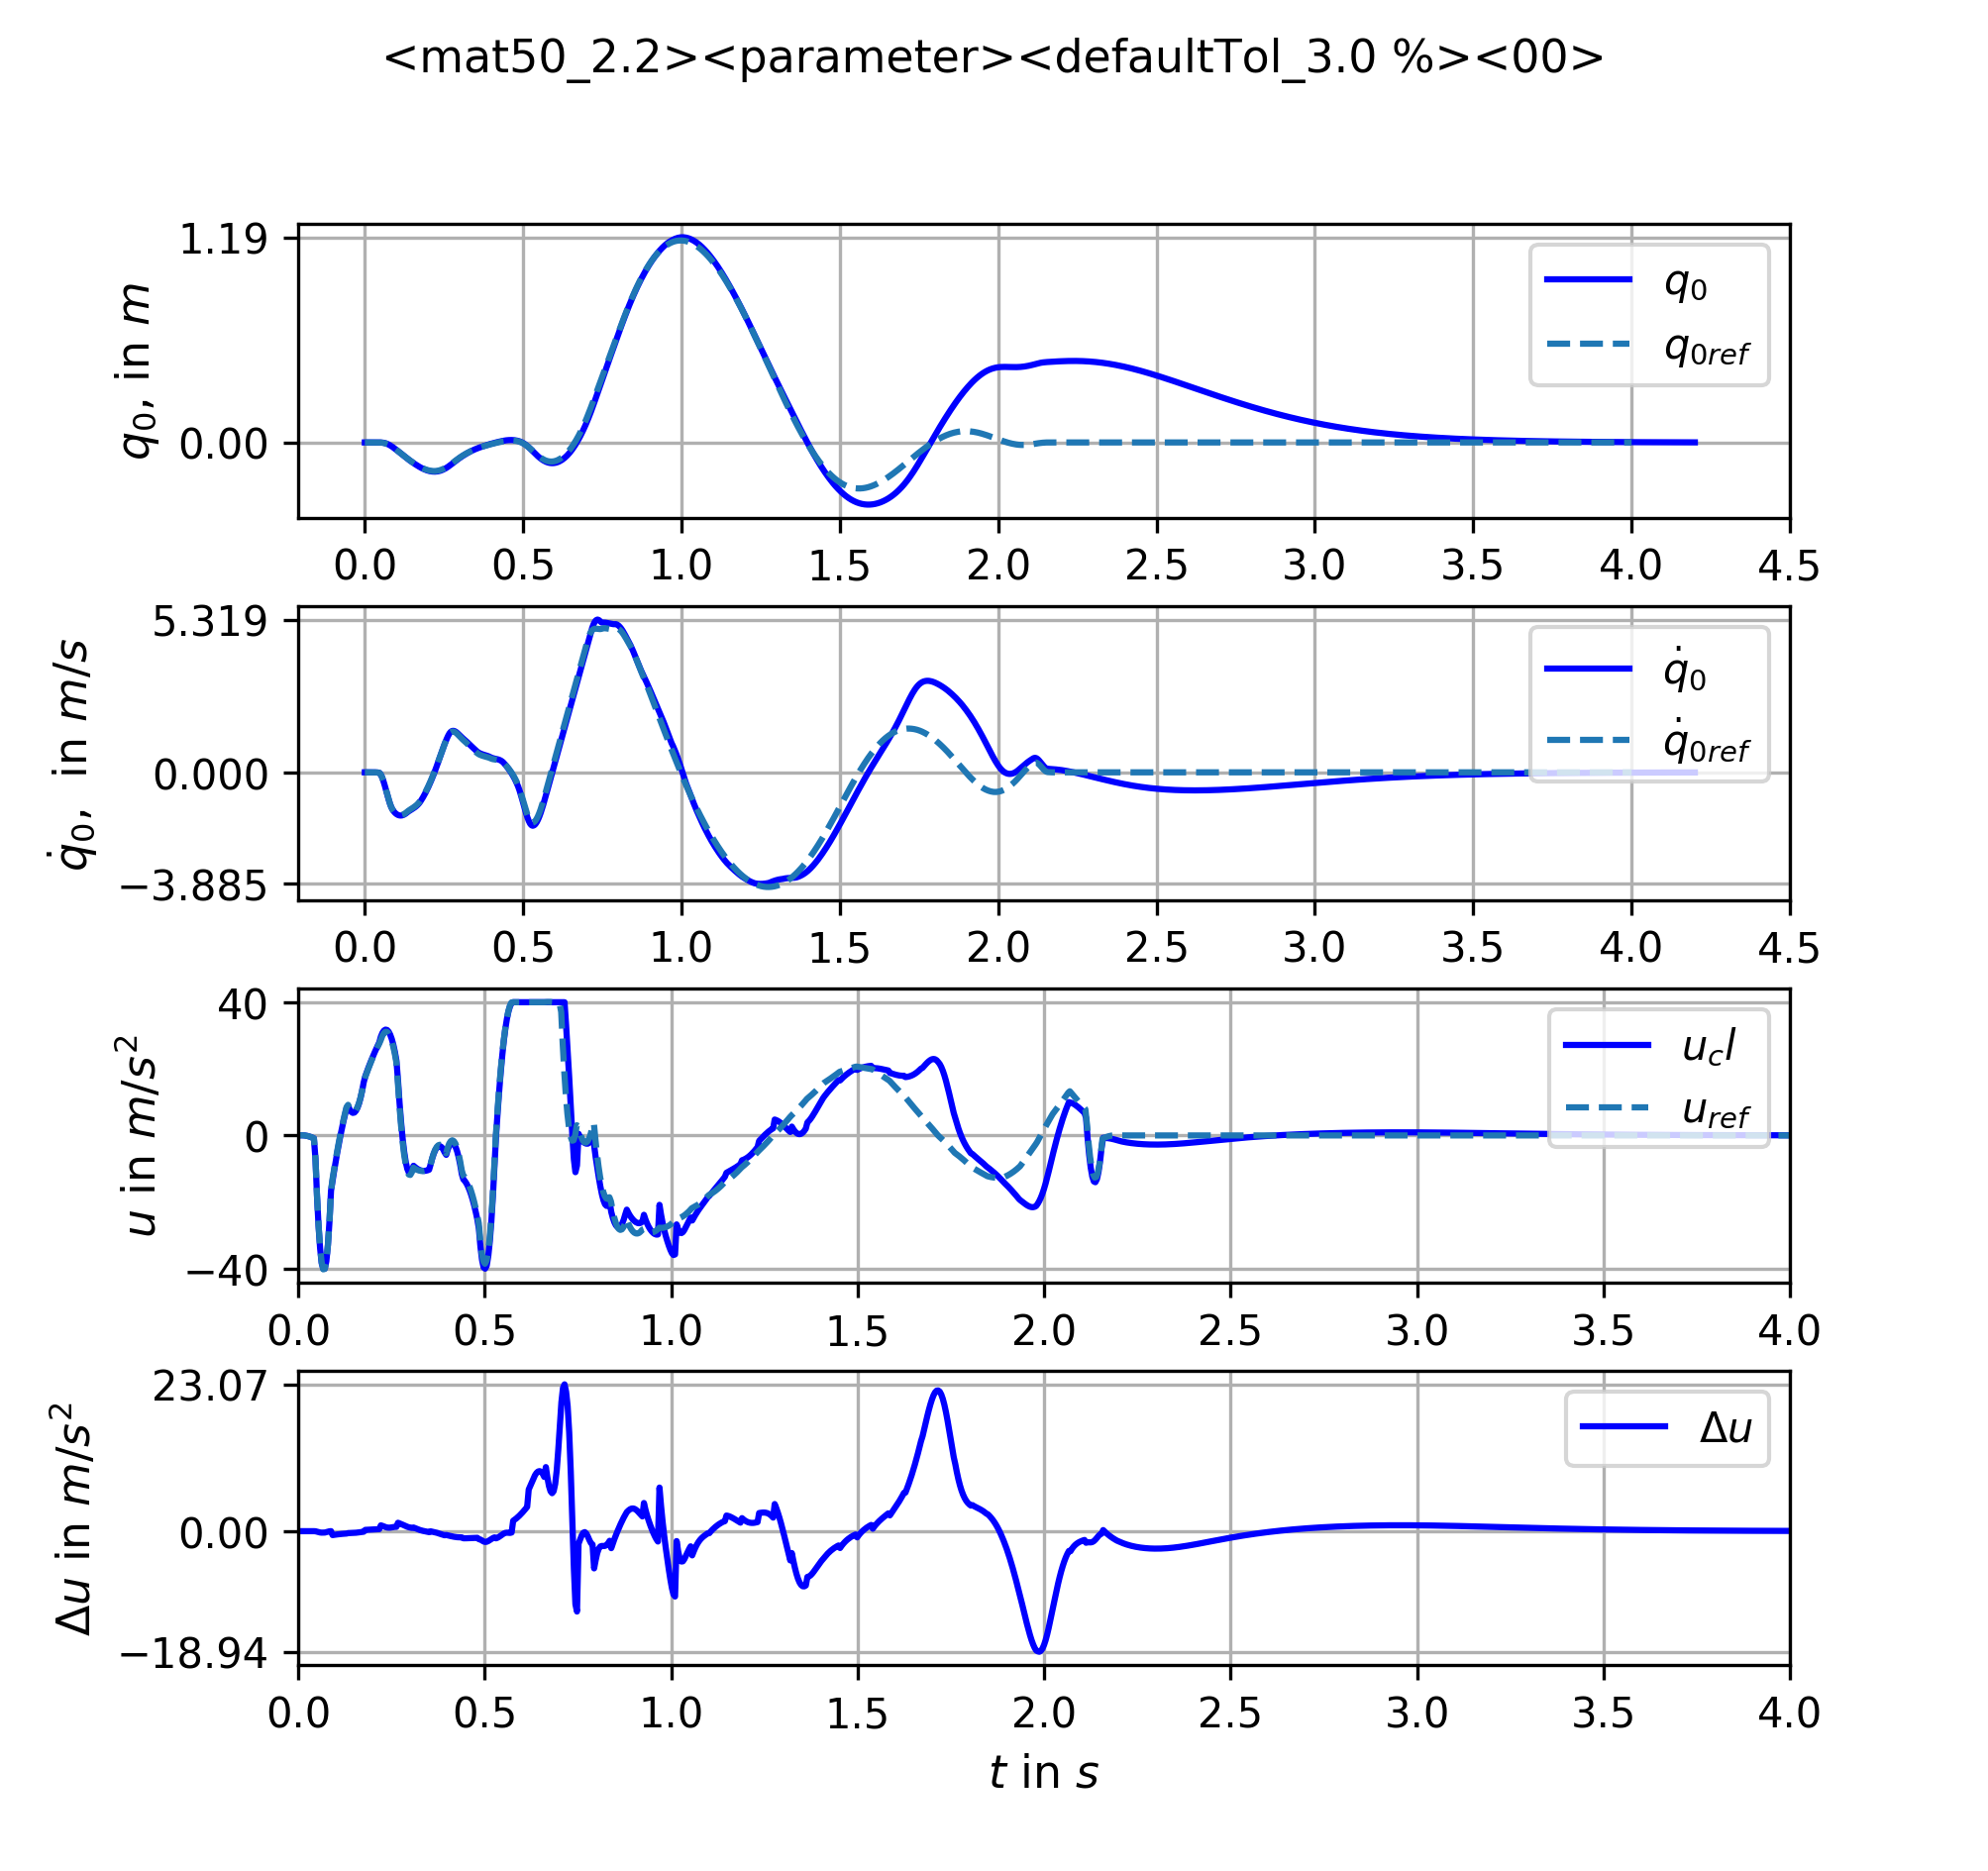 <mat50_2.2><parameter><defaultTol_3.0 %><00>
q₀, in m
1.19
0.00
q₀
q₀ref
0.0 0.5 1.0 1.5 2.0 2.5 3.0 3.5 4.0 4.5
q̇₀, in m/s
5.319
0.000
−3.885
q̇₀
q̇₀ref
0.0 0.5 1.0 1.5 2.0 2.5 3.0 3.5 4.0 4.5
u in m/s²
40
0
−40
u_cl
u_ref
0.0 0.5 1.0 1.5 2.0 2.5 3.0 3.5 4.0
Δu in m/s²
23.07
0.00
−18.94
Δu
0.0 0.5 1.0 1.5 2.0 2.5 3.0 3.5 4.0
t in s